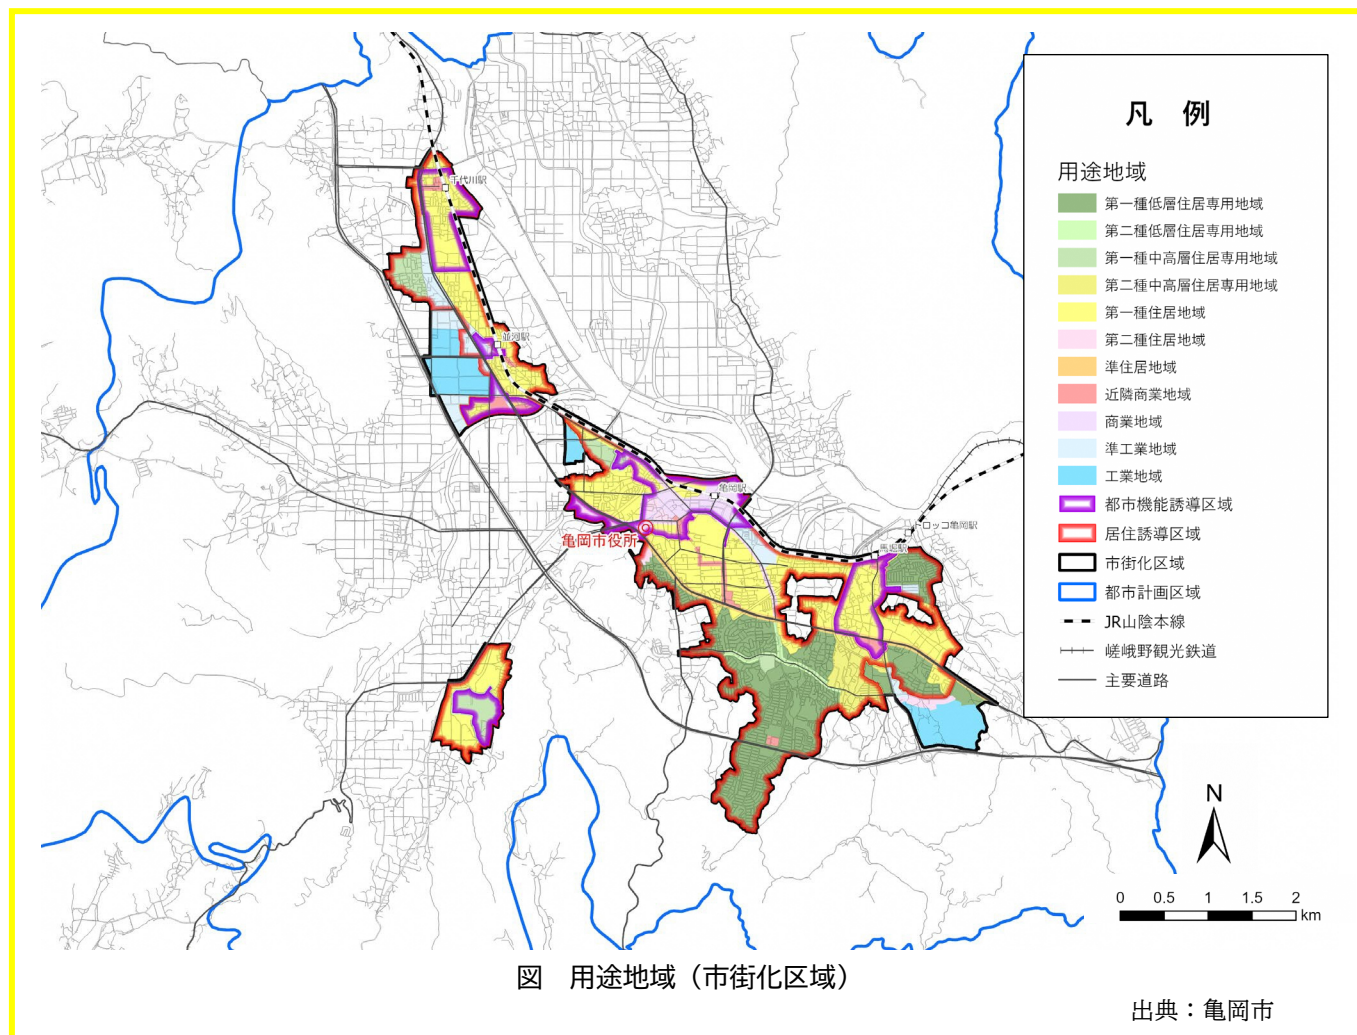 凡 例
用途地域
第一種低層住居専用地域
第二種低層住居専用地域
第一種中高層住居専用地域
第二種中高層住居専用地域
第一種住居地域
第二種住居地域
準住居地域
近隣商業地域
商業地域
準工業地域
工業地域
都市機能誘導区域
居住誘導区域
市街化区域
都市計画区域
JR山陰本線
嵯峨野観光鉄道
主要道路
千代川駅
並河駅
亀岡駅
亀岡市役所
トロッコ亀岡駅
馬堀駅
N
0 0.5 1 1.5 2
km
図 用途地域（市街化区域）
出典：亀岡市